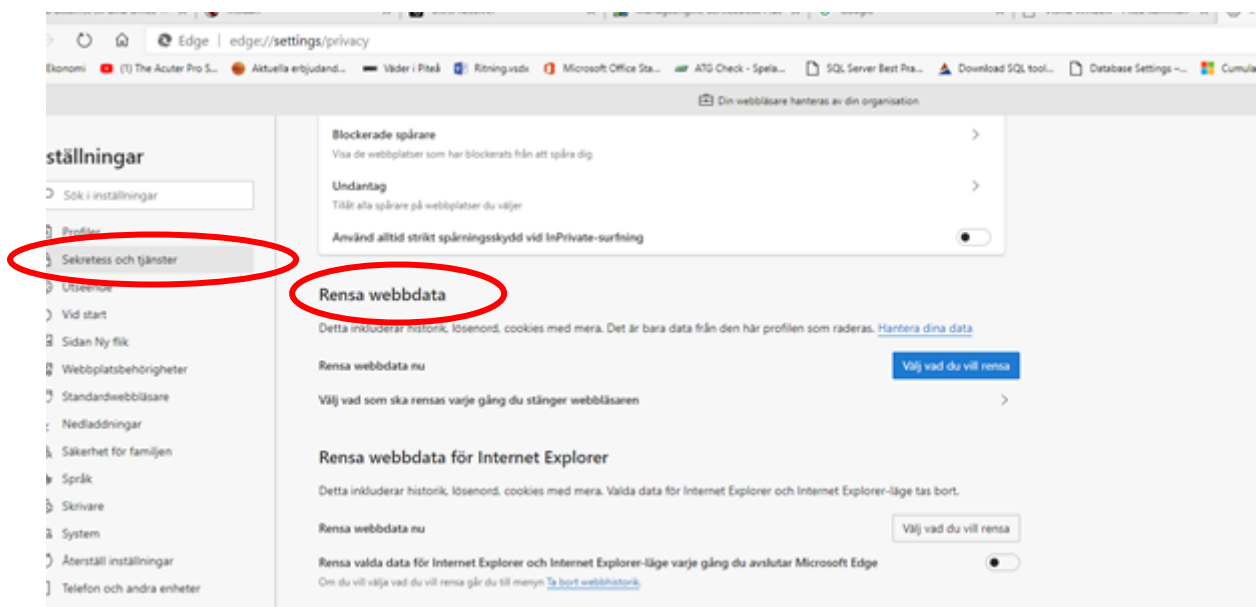 Edge | edge://settings/privacy
(1) The Acuter Pro S... Aktuella erbjudand... Väder i Piteå Ritning.vsdx Microsoft Office Sta... ATG Check - Spela... SQL Server Best Pra... Download SQL tool... Database Settings –...
Din webbläsare hanteras av din organisation
ställningar
Sök i inställningar
Profiler
Sekretess och tjänster
Utseende
Vid start
Sidan Ny flik
Webbplatsbehörigheter
Standardwebbläsare
Nedladdningar
Säkerhet för familjen
Språk
Skrivare
System
Återställ inställningar
Telefon och andra enheter
Blockerade spårare
Visa de webbplatser som har blockerats från att spåra dig
Undantag
Tillåt alla spårare på webbplatser du väljer
Använd alltid strikt spårningsskydd vid InPrivate-surfning
Rensa webbdata
Detta inkluderar historik, lösenord, cookies med mera. Det är bara data från den här profilen som raderas. Hantera dina data
Rensa webbdata nu
Välj vad du vill rensa
Välj vad som ska rensas varje gång du stänger webbläsaren
Rensa webbdata för Internet Explorer
Detta inkluderar historik, lösenord, cookies med mera. Valda data för Internet Explorer och Internet Explorer-läge tas bort.
Rensa webbdata nu
Välj vad du vill rensa
Rensa valda data för Internet Explorer och Internet Explorer-läge varje gång du avslutar Microsoft Edge
Om du vill välja vad du vill rensa går du till menyn Ta bort webbhistorik.